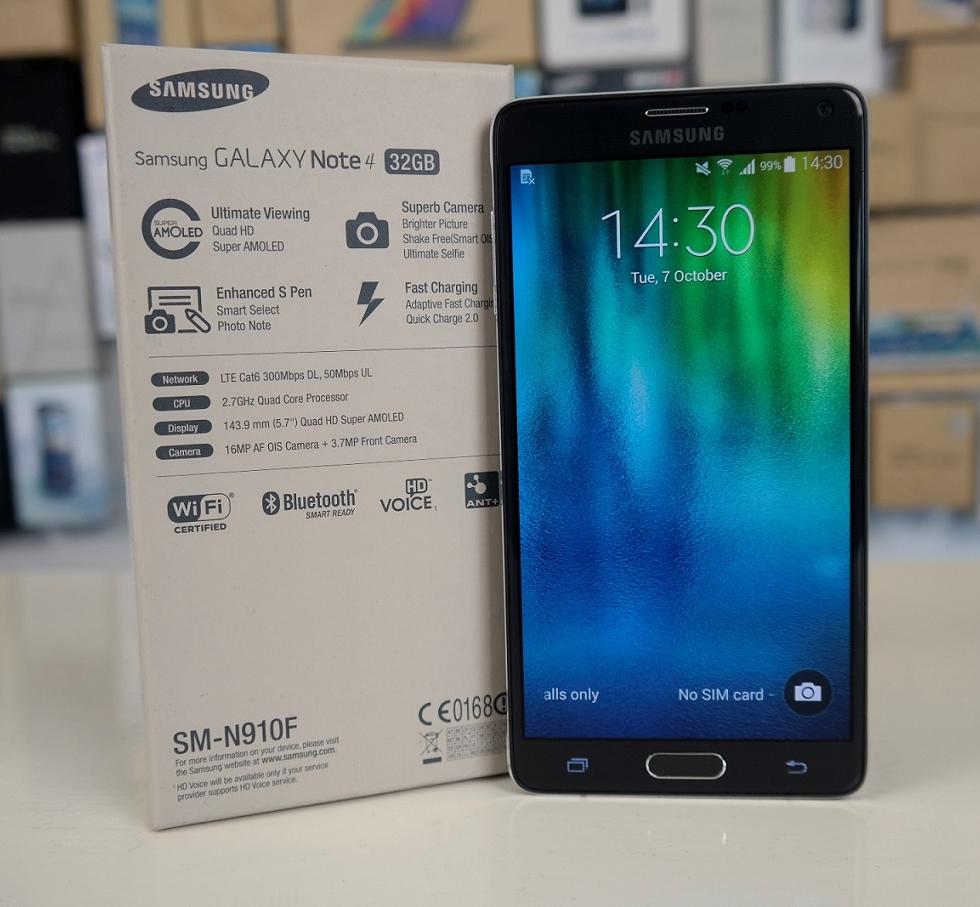 SAMSUNG
Samsung GALAXY Note 4 32GB
SUPER AMOLED
Ultimate Viewing
Quad HD
Super AMOLED
Superb Camera
Brighter Picture
Shake Free(Smart OIS
Ultimate Selfie
Enhanced S Pen
Smart Select
Photo Note
Fast Charging
Adaptive Fast Chargin
Quick Charge 2.0
Network LTE Cat6 300Mbps DL, 50Mbps UL
CPU 2.7GHz Quad Core Processor
Display 143.9 mm (5.7") Quad HD Super AMOLED
Camera 16MP AF OIS Camera + 3.7MP Front Camera
Wi Fi ®
CERTIFIED
Bluetooth®
SMART READY
HD
VOICE 1
ANT+
SM-N910F
For more information on your device, please visit
the Samsung website at www.samsung.com.
1 HD Voice will be available only if your service
provider supports HD Voice service.
CE0168
SAMSUNG
99% 14:30
14:30
Tue, 7 October
alls only
No SIM card -